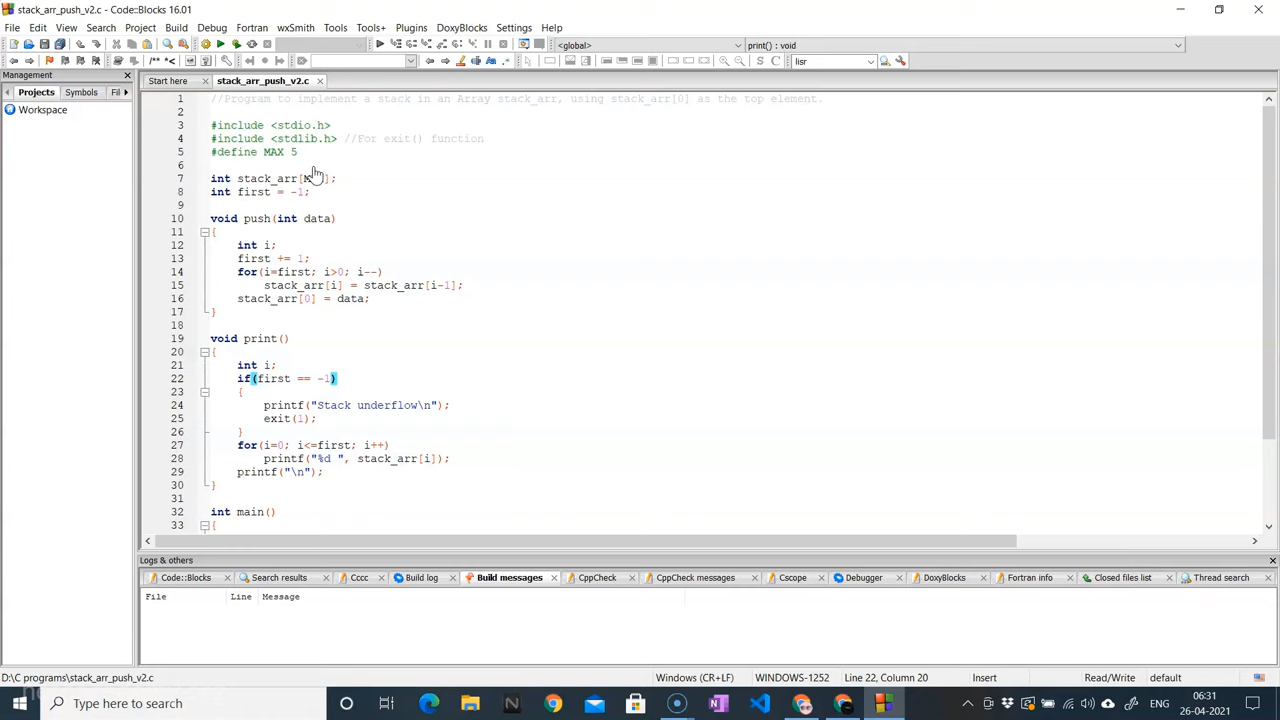 stack_arr_push_v2.c - Code::Blocks 16.01
File Edit View Search Project Build Debug Fortran wxSmith Tools Tools+ Plugins DoxyBlocks Settings Help
<global> print() : void
/** *< lisr S C
Management
Projects Symbols Fil
Workspace
Start here stack_arr_push_v2.c
1 //Program to implement a stack in an Array stack_arr, using stack_arr[0] as the top element.
2
3 #include <stdio.h>
4 #include <stdlib.h> //For exit() function
5 #define MAX 5
6
7 int stack_arr[ ];
8 int first = -1;
9
10 void push(int data)
11 {
12 int i;
13 first += 1;
14 for(i=first; i>0; i--)
15 stack_arr[i] = stack_arr[i-1];
16 stack_arr[0] = data;
17 }
18
19 void print()
20 {
21 int i;
22 if(first == -1)
23 {
24 printf("Stack underflow\n");
25 exit(1);
26 }
27 for(i=0; i<=first; i++)
28 printf("%d ", stack_arr[i]);
29 printf("\n");
30 }
31
32 int main()
33 {
Logs & others
Code::Blocks Search results Cccc Build log Build messages CppCheck CppCheck messages Cscope Debugger DoxyBlocks Fortran info Closed files list Thread search
File Line Message
D:\C programs\stack_arr_push_v2.c Windows (CR+LF) WINDOWS-1252 Line 22, Column 20 Insert Read/Write default
Type here to search
ENG 06:31
26-04-2021